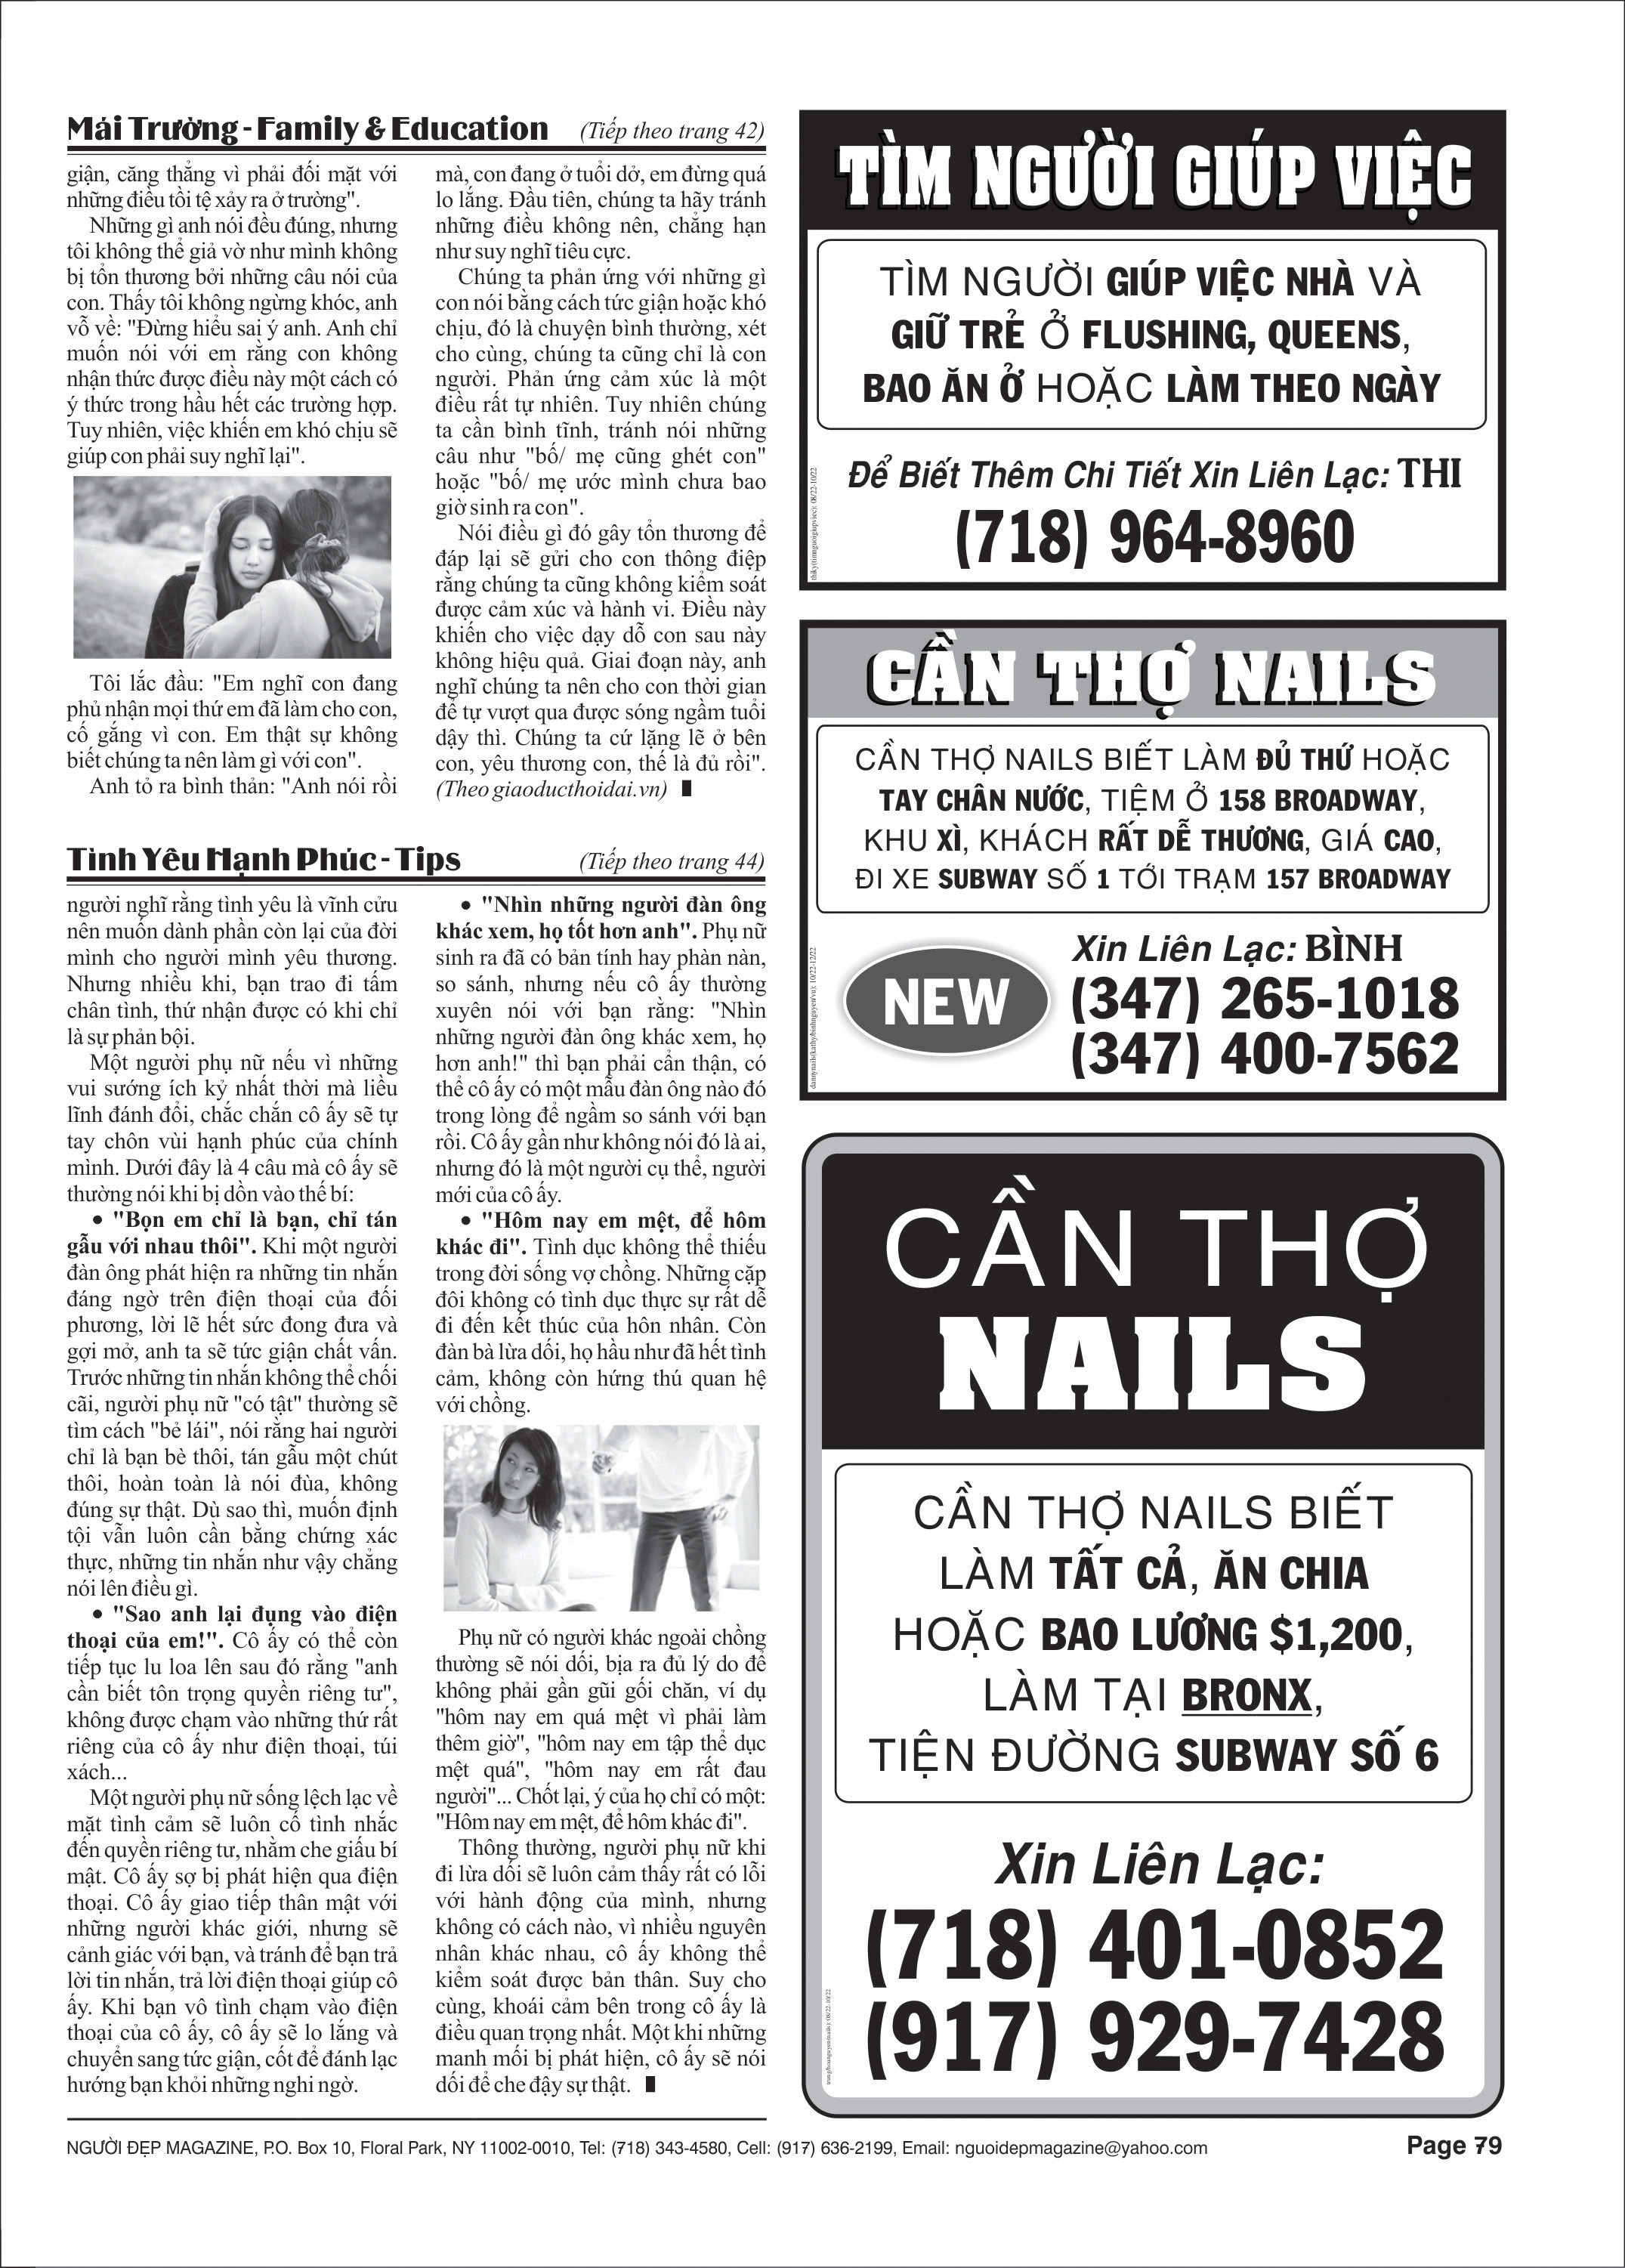 Mái Trường - Family & Education (Tiếp theo trang 42)
giận, căng thẳng vì phải đối mặt với
những điều tồi tệ xảy ra ở trường".
Những gì anh nói đều đúng, nhưng
tôi không thể giả vờ như mình không
bị tổn thương bởi những câu nói của
con. Thấy tôi không ngừng khóc, anh
vỗ về: "Đừng hiểu sai ý anh. Anh chỉ
muốn nói với em rằng con không
nhận thức được điều này một cách có
ý thức trong hầu hết các trường hợp.
Tuy nhiên, việc khiến em khó chịu sẽ
giúp con phải suy nghĩ lại".
Tôi lắc đầu: "Em nghĩ con đang
phủ nhận mọi thứ em đã làm cho con,
cố gắng vì con. Em thật sự không
biết chúng ta nên làm gì với con".
Anh tỏ ra bình thản: "Anh nói rồi
mà, con đang ở tuổi dở, em đừng quá
lo lắng. Đầu tiên, chúng ta hãy tránh
những điều không nên, chẳng hạn
như suy nghĩ tiêu cực.
Chúng ta phản ứng với những gì
con nói bằng cách tức giận hoặc khó
chịu, đó là chuyện bình thường, xét
cho cùng, chúng ta cũng chỉ là con
người. Phản ứng cảm xúc là một
điều rất tự nhiên. Tuy nhiên chúng
ta cần bình tĩnh, tránh nói những
câu như "bố/ mẹ cũng ghét con"
hoặc "bố/ mẹ ước mình chưa bao
giờ sinh ra con".
Nói điều gì đó gây tổn thương để
đáp lại sẽ gửi cho con thông điệp
rằng chúng ta cũng không kiểm soát
được cảm xúc và hành vi. Điều này
khiến cho việc dạy dỗ con sau này
không hiệu quả. Giai đoạn này, anh
nghĩ chúng ta nên cho con thời gian
để tự vượt qua được sóng ngầm tuổi
dậy thì. Chúng ta cứ lặng lẽ ở bên
con, yêu thương con, thế là đủ rồi".
(Theo giaoducthoidai.vn)
Tình Yêu Hạnh Phúc - Tips (Tiếp theo trang 44)
người nghĩ rằng tình yêu là vĩnh cửu
nên muốn dành phần còn lại của đời
mình cho người mình yêu thương.
Nhưng nhiều khi, bạn trao đi tấm
chân tình, thứ nhận được có khi chỉ
là sự phản bội.
Một người phụ nữ nếu vì những
vui sướng ích kỷ nhất thời mà liều
lĩnh đánh đổi, chắc chắn cô ấy sẽ tự
tay chôn vùi hạnh phúc của chính
mình. Dưới đây là 4 câu mà cô ấy sẽ
thường nói khi bị dồn vào thế bí:
• "Bọn em chỉ là bạn, chỉ tán
gẫu với nhau thôi". Khi một người
đàn ông phát hiện ra những tin nhắn
đáng ngờ trên điện thoại của đối
phương, lời lẽ hết sức đong đưa và
gợi mở, anh ta sẽ tức giận chất vấn.
Trước những tin nhắn không thể chối
cãi, người phụ nữ "có tật" thường sẽ
tìm cách "bẻ lái", nói rằng hai người
chỉ là bạn bè thôi, tán gẫu một chút
thôi, hoàn toàn là nói đùa, không
đúng sự thật. Dù sao thì, muốn định
tội vẫn luôn cần bằng chứng xác
thực, những tin nhắn như vậy chẳng
nói lên điều gì.
• "Sao anh lại đụng vào điện
thoại của em!". Cô ấy có thể còn
tiếp tục lu loa lên sau đó rằng "anh
cần biết tôn trọng quyền riêng tư",
không được chạm vào những thứ rất
riêng của cô ấy như điện thoại, túi
xách...
Một người phụ nữ sống lệch lạc về
mặt tình cảm sẽ luôn cố tình nhắc
đến quyền riêng tư, nhằm che giấu bí
mật. Cô ấy sợ bị phát hiện qua điện
thoại. Cô ấy giao tiếp thân mật với
những người khác giới, nhưng sẽ
cảnh giác với bạn, và tránh để bạn trả
lời tin nhắn, trả lời điện thoại giúp cô
ấy. Khi bạn vô tình chạm vào điện
thoại của cô ấy, cô ấy sẽ lo lắng và
chuyển sang tức giận, cốt để đánh lạc
hướng bạn khỏi những nghi ngờ.
• "Nhìn những người đàn ông
khác xem, họ tốt hơn anh". Phụ nữ
sinh ra đã có bản tính hay phàn nàn,
so sánh, nhưng nếu cô ấy thường
xuyên nói với bạn rằng: "Nhìn
những người đàn ông khác xem, họ
hơn anh!" thì bạn phải cẩn thận, có
thể cô ấy có một mẫu đàn ông nào đó
trong lòng để ngầm so sánh với bạn
rồi. Cô ấy gần như không nói đó là ai,
nhưng đó là một người cụ thể, người
mới của cô ấy.
• "Hôm nay em mệt, để hôm
khác đi". Tình dục không thể thiếu
trong đời sống vợ chồng. Những cặp
đôi không có tình dục thực sự rất dễ
đi đến kết thúc của hôn nhân. Còn
đàn bà lừa dối, họ hầu như đã hết tình
cảm, không còn hứng thú quan hệ
với chồng.
Phụ nữ có người khác ngoài chồng
thường sẽ nói dối, bịa ra đủ lý do để
không phải gần gũi gối chăn, ví dụ
"hôm nay em quá mệt vì phải làm
thêm giờ", "hôm nay em tập thể dục
mệt quá", "hôm nay em rất đau
người"... Chốt lại, ý của họ chỉ có một:
"Hôm nay em mệt, để hôm khác đi".
Thông thường, người phụ nữ khi
đi lừa dối sẽ luôn cảm thấy rất có lỗi
với hành động của mình, nhưng
không có cách nào, vì nhiều nguyên
nhân khác nhau, cô ấy không thể
kiểm soát được bản thân. Suy cho
cùng, khoái cảm bên trong cô ấy là
điều quan trọng nhất. Một khi những
manh mối bị phát hiện, cô ấy sẽ nói
dối để che đậy sự thật.
TÌM NGƯỜI GIÚP VIỆC
TÌM NGƯỜI GIÚP VIỆC NHÀ VÀ
GIỮ TRẺ Ở FLUSHING, QUEENS,
BAO ĂN Ở HOẶC LÀM THEO NGÀY
Để Biết Thêm Chi Tiết Xin Liên Lạc: THI
(718) 964-8960
CẦN THỢ NAILS
CẦN THỢ NAILS BIẾT LÀM ĐỦ THỨ HOẶC
TAY CHÂN NƯỚC, TIỆM Ở 158 BROADWAY,
KHU XÌ, KHÁCH RẤT DỄ THƯƠNG, GIÁ CAO,
ĐI XE SUBWAY SỐ 1 TỚI TRẠM 157 BROADWAY
NEW
Xin Liên Lạc: BÌNH
(347) 265-1018
(347) 400-7562
CẦN THỢ
NAILS
CẦN THỢ NAILS BIẾT
LÀM TẤT CẢ, ĂN CHIA
HOẶC BAO LƯƠNG $1,200,
LÀM TẠI BRONX,
TIỆN ĐƯỜNG SUBWAY SỐ 6
Xin Liên Lạc:
(718) 401-0852
(917) 929-7428
NGƯỜI ĐẸP MAGAZINE, P.O. Box 10, Floral Park, NY 11002-0010, Tel: (718) 343-4580, Cell: (917) 636-2199, Email: nguoidepmagazine@yahoo.com Page 79